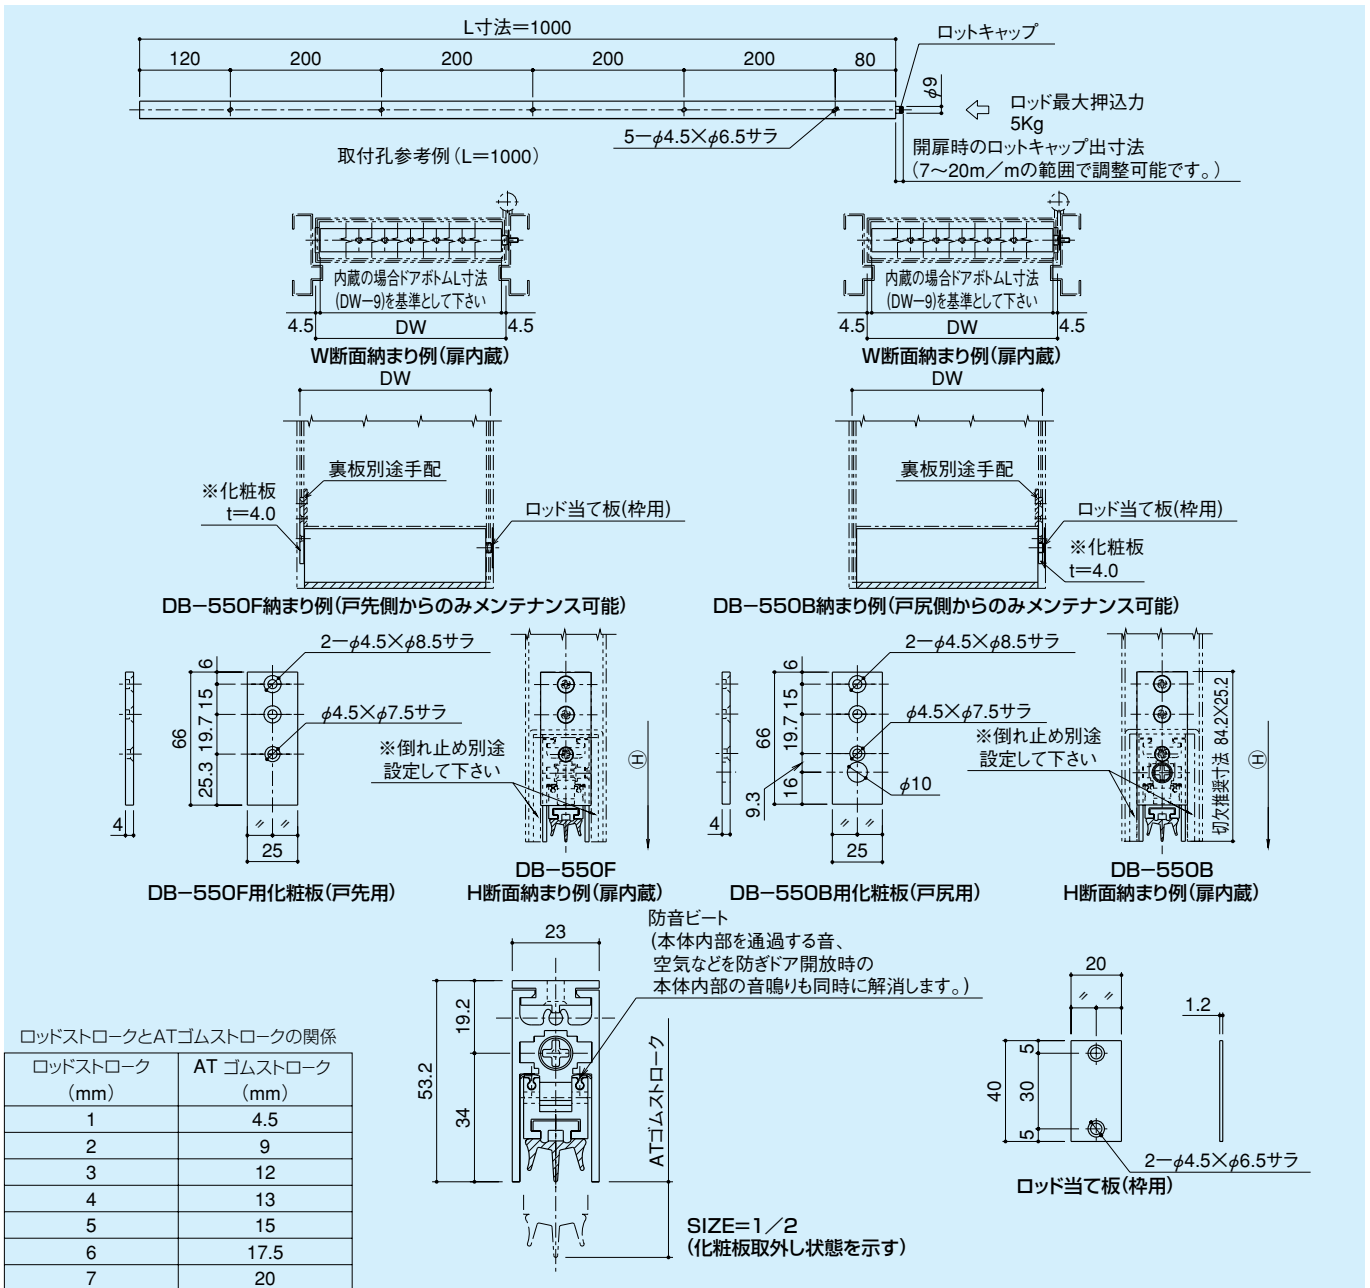 L寸法=1000
120 200 200 200 200 80
ロットキャップ
φ9
ロッド最大押込力
5Kg
5−φ4.5×φ6.5サラ
開扉時のロットキャップ出寸法
(7〜20m/mの範囲で調整可能です。)
取付孔参考例(L=1000)
内蔵の場合ドアボトムL寸法
(DW−9)を基準として下さい
4.5 DW 4.5
W断面納まり例(扉内蔵)
内蔵の場合ドアボトムL寸法
(DW−9)を基準として下さい
4.5 DW 4.5
W断面納まり例(扉内蔵)
DW
裏板別途手配
※化粧板
t=4.0
ロッド当て板(枠用)
DB−550F納まり例(戸先側からのみメンテナンス可能)
DW
裏板別途手配
ロッド当て板(枠用)
※化粧板
t=4.0
DB−550B納まり例(戸尻側からのみメンテナンス可能)
2−φ4.5×φ8.5サラ
6
15
19.7
25.3
66
φ4.5×φ7.5サラ
※倒れ止め別途
設定して下さい
4
〃 〃
25
H
DB−550F用化粧板(戸先用)
DB−550F
H断面納まり例(扉内蔵)
2−φ4.5×φ8.5サラ
6
15
19.7
66
9.3
16
φ4.5×φ7.5サラ
※倒れ止め別途
設定して下さい
φ10
4
〃 〃
25
切欠推奨寸法 84.2×25.2
H
DB−550B用化粧板(戸尻用)
DB−550B
H断面納まり例(扉内蔵)
防音ビート
(本体内部を通過する音、
空気などを防ぎドア開放時の
本体内部の音鳴りも同時に解消します。)
23
19.2
53.2
34
ATゴムストローク
SIZE=1/2
(化粧板取外し状態を示す)
20
〃 〃
1.2
5
30
5
40
2−φ4.5×φ6.5サラ
ロッド当て板(枠用)
ロッドストロークとATゴムストロークの関係
ロッドストローク AT ゴムストローク
(mm) (mm)
1 4.5
2 9
3 12
4 13
5 15
6 17.5
7 20